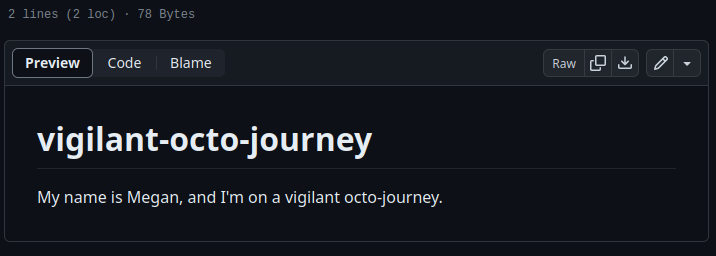 2 lines (2 loc) · 78 Bytes
Preview Code Blame Raw
vigilant-octo-journey
My name is Megan, and I'm on a vigilant octo-journey.